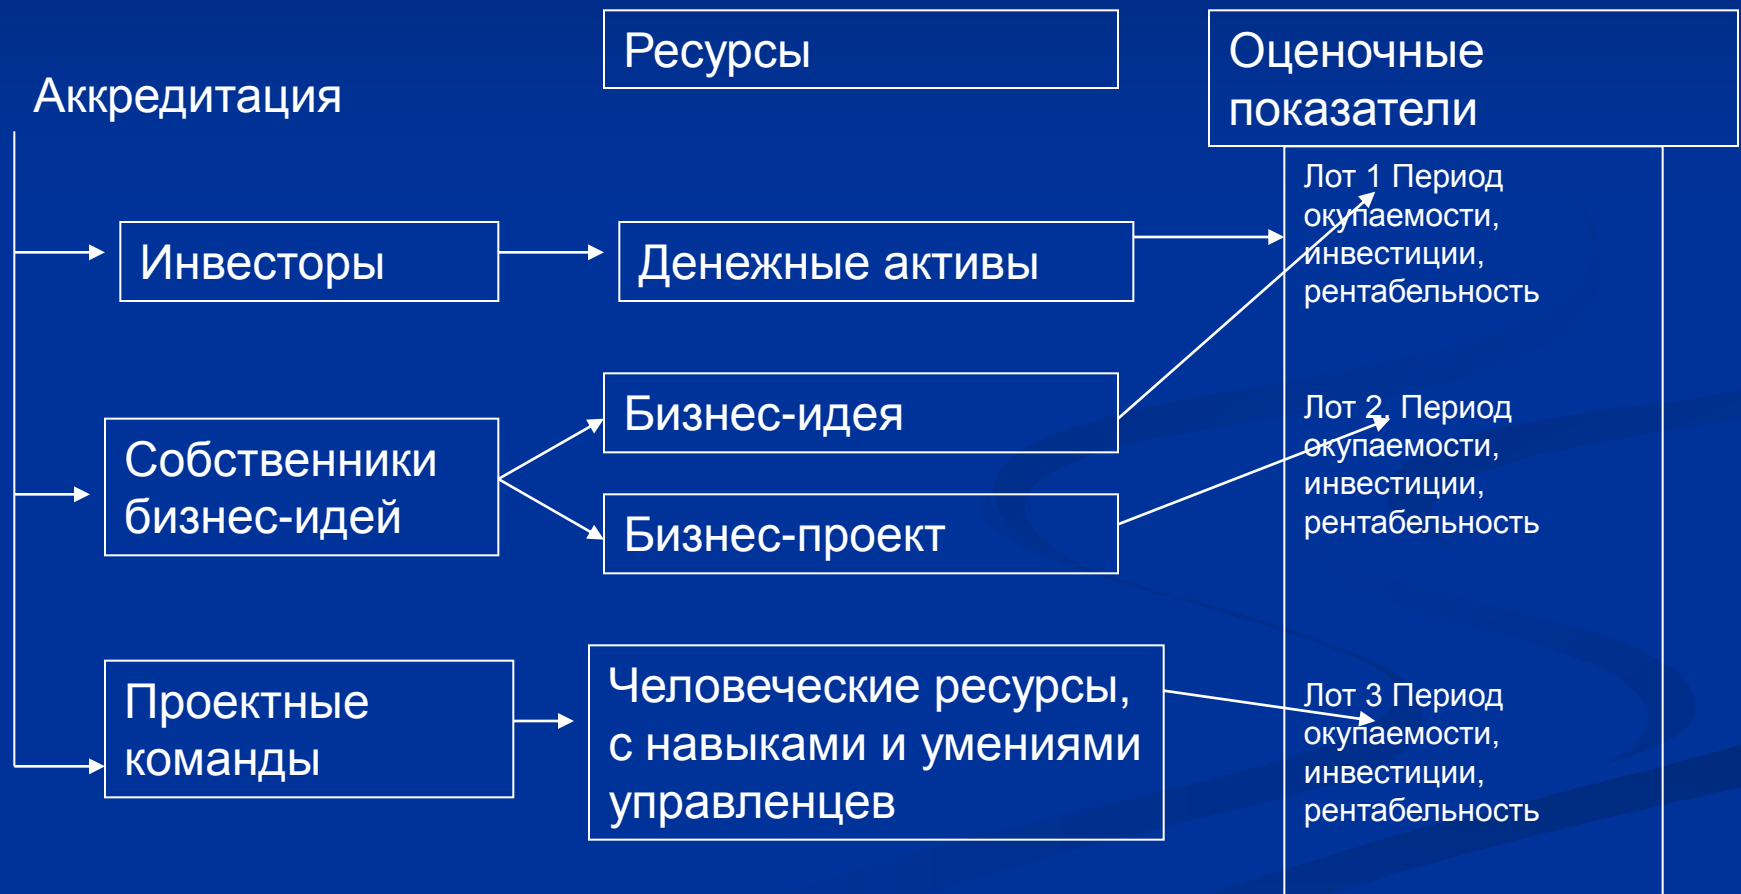 Ресурсы
Оценочные
показатели
Аккредитация
Инвесторы
Денежные активы
Лот 1 Период
окупаемости,
инвестиции,
рентабельность
Собственники
бизнес-идей
Бизнес-идея
Бизнес-проект
Лот 2. Период
окупаемости,
инвестиции,
рентабельность
Проектные
команды
Человеческие ресурсы,
с навыками и умениями
управленцев
Лот 3 Период
окупаемости,
инвестиции,
рентабельность